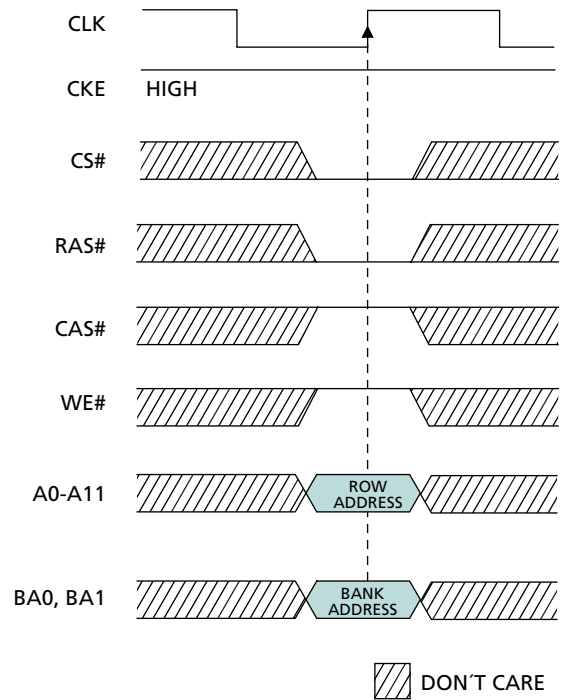 CLK
CKE HIGH
CS#
RAS#
CAS#
WE#
A0-A11 ROW
ADDRESS
BA0, BA1 BANK
ADDRESS
DON´T CARE